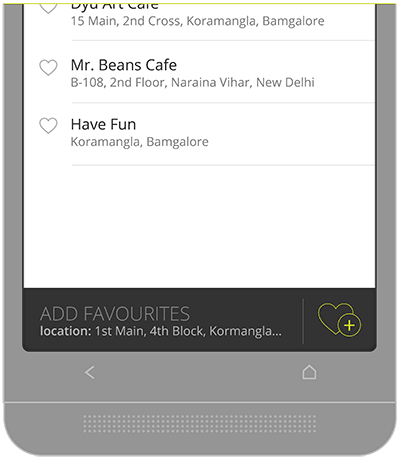 Dyu Art Cafe
15 Main, 2nd Cross, Koramangla, Bamgalore
Mr. Beans Cafe
B-108, 2nd Floor, Naraina Vihar, New Delhi
Have Fun
Koramangla, Bamgalore
ADD FAVOURITES
location: 1st Main, 4th Block, Kormangla...